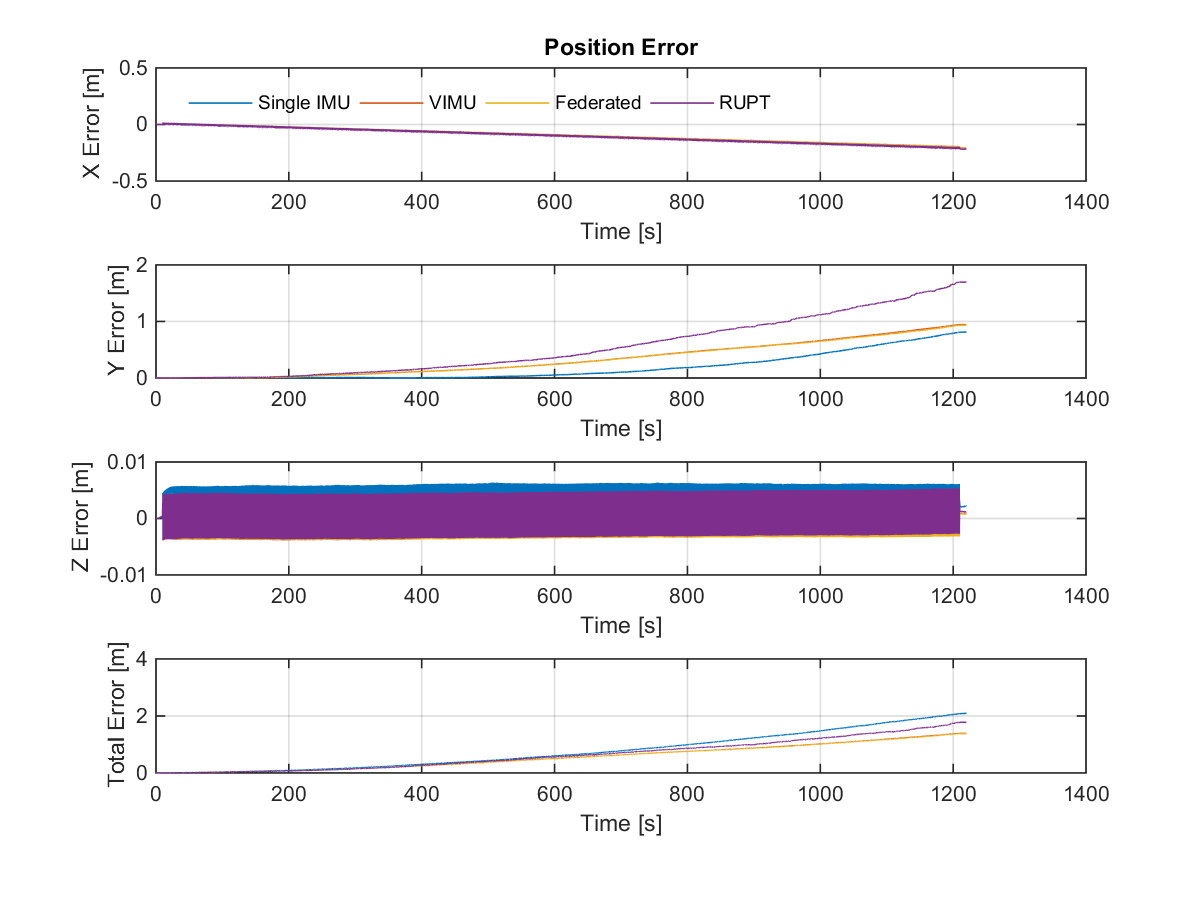 Position Error
X Error [m]
0.5
0
-0.5
Single IMU VIMU Federated RUPT
0 200 400 600 800 1000 1200 1400
Time [s]
Y Error [m]
2
1
0
0 200 400 600 800 1000 1200 1400
Time [s]
Z Error [m]
0.01
0
-0.01
0 200 400 600 800 1000 1200 1400
Time [s]
Total Error [m]
4
2
0
0 200 400 600 800 1000 1200 1400
Time [s]